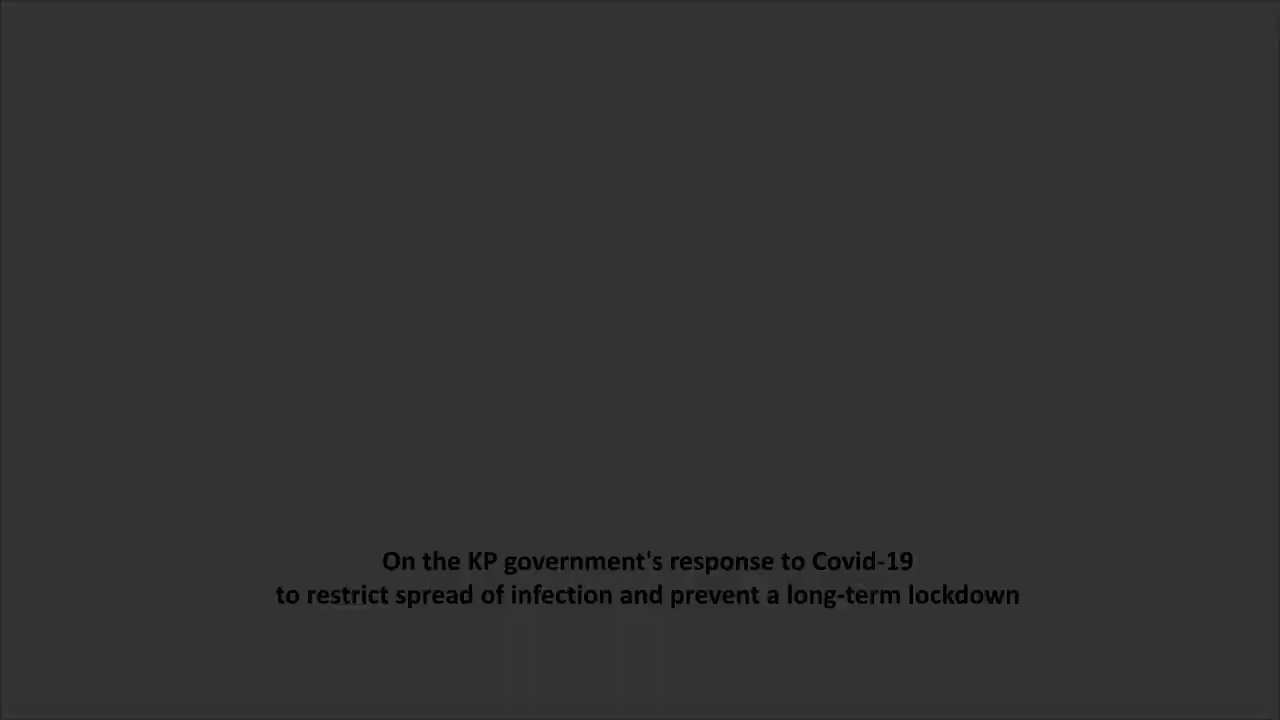 On the KP government's response to Covid-19
to restrict spread of infection and prevent a long-term lockdown